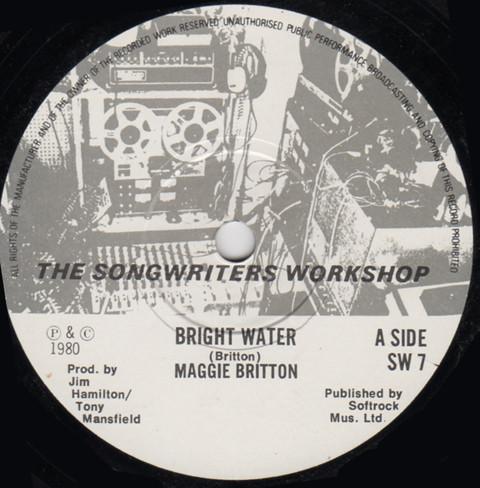 ALL RIGHTS OF THE MANUFACTURER AND OF THE OWNER OF THE RECORDED WORK RESERVED UNAUTHORISED PUBLIC PERFORMANCE BROADCASTING AND COPYING OF THIS RECORD PROHIBITED
THE SONGWRITERS WORKSHOP
Ⓟ & Ⓒ
1980
BRIGHT WATER
(Britton)
MAGGIE BRITTON
A SIDE
SW 7
Prod. by
Jim
Hamilton/
Tony
Mansfield
Published by
Softrock
Mus. Ltd.